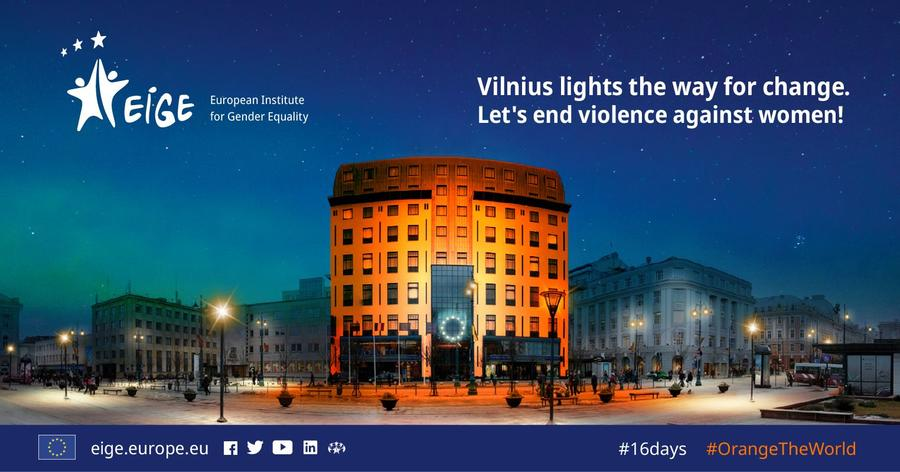 EIGE
European Institute
for Gender Equality
Vilnius lights the way for change.
Let's end violence against women!
eige.europe.eu
#16days #OrangeTheWorld